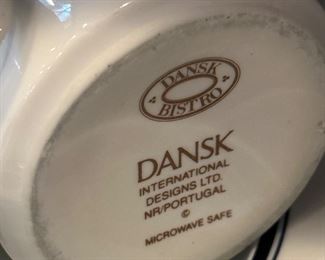 DANSK
BISTRO
DANSK
INTERNATIONAL
DESIGNS LTD.
NR/PORTUGAL
©
MICROWAVE SAFE